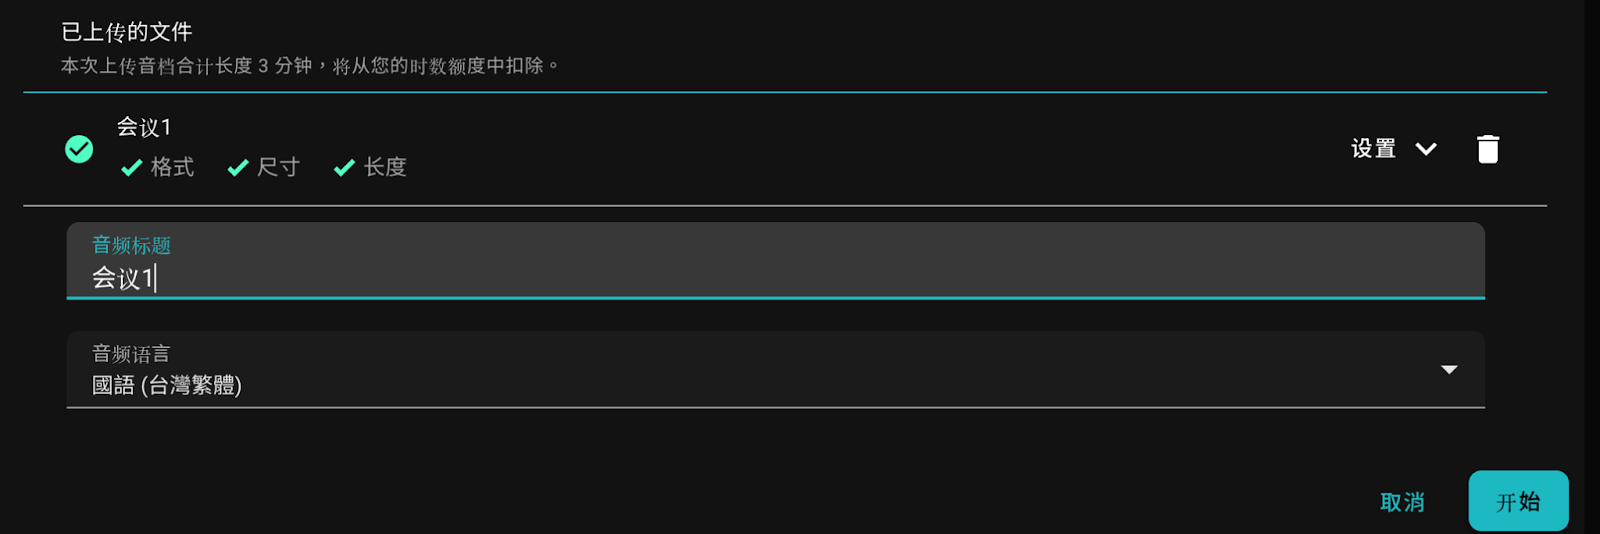 已上传的文件
本次上传音档合计长度 3 分钟，将从您的时数额度中扣除。
会议1
格式 尺寸 长度
设置
音频标题
会议1
音频语言
國語 (台灣繁體)
取消 开始